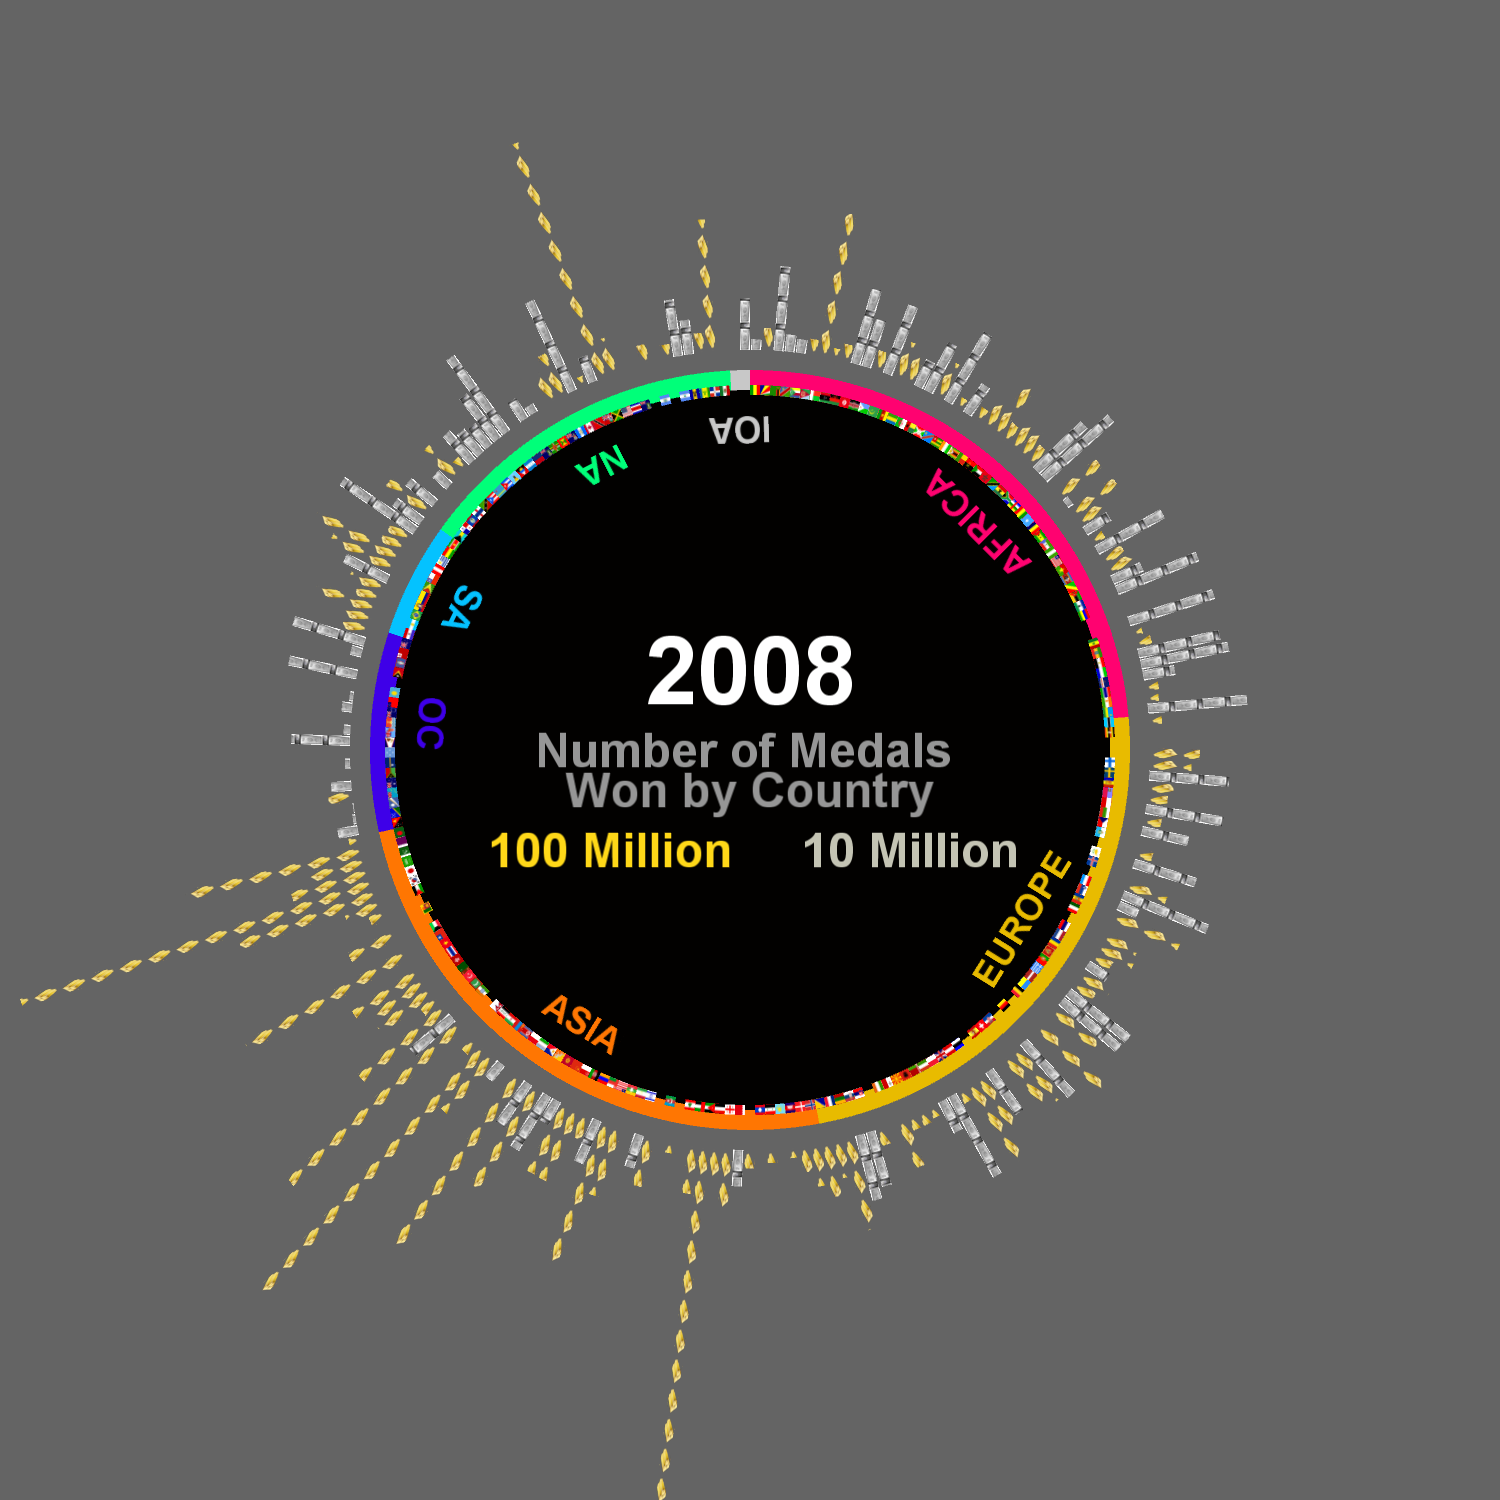 IOA
NA
AFRICA
SA
2008
OC
Number of Medals
Won by Country
100 Million 10 Million
EUROPE
ASIA